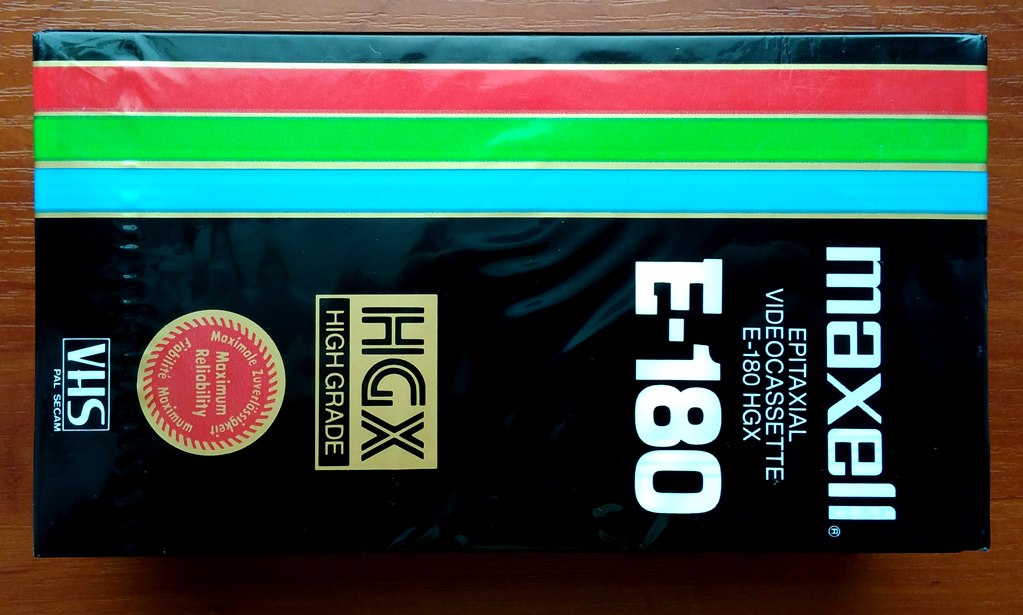 maxell®
EPITAXIAL
VIDEOCASSETTE
E-180 HGX
E-180
HGX
HIGH GRADE
Maximale Zuverlässigkeit
Maximum
Reliability
Fiabilité Maximum
VHS
PAL SECAM